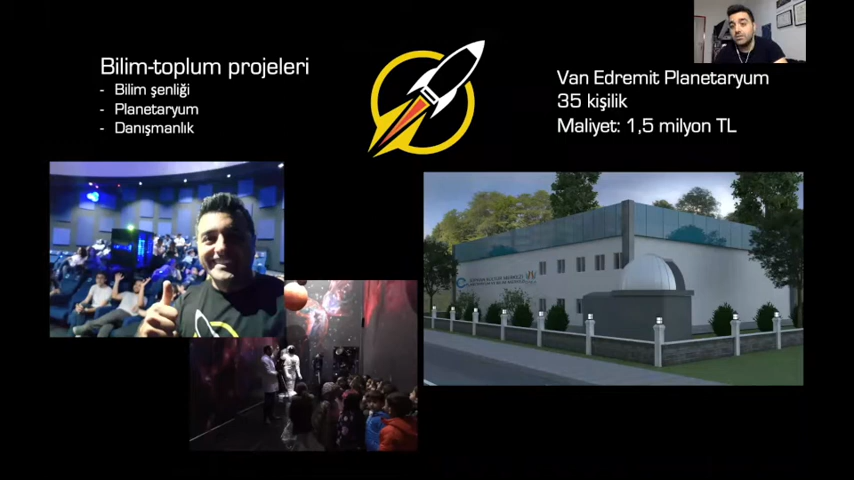 Bilim-toplum projeleri
- Bilim şenliği
- Planetaryum
- Danışmanlık
Van Edremit Planetaryum
35 kişilik
Maliyet: 1,5 milyon TL